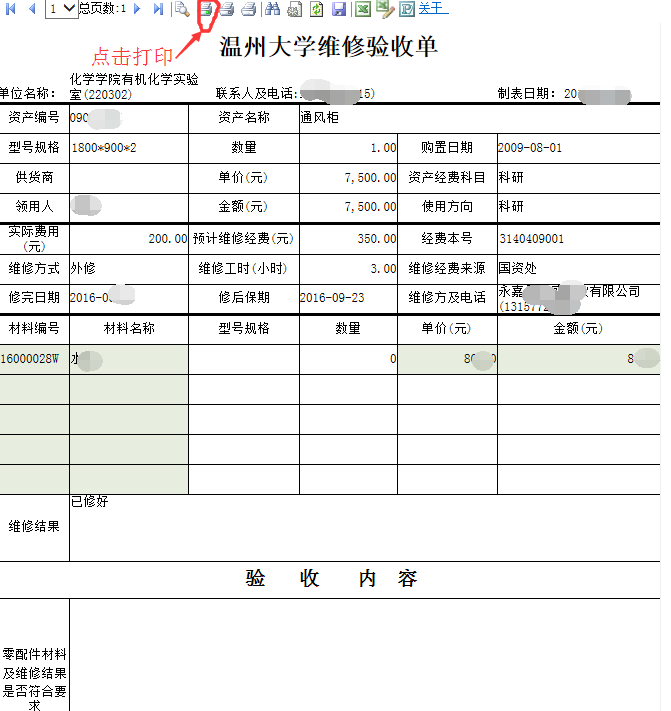 1 总页数:1 关于
点击打印
温州大学维修验收单
单位名称: 化学学院有机化学实验
室(220302) 联系人及电话: 5) 制表日期: 20
资产编号 090 资产名称 通风柜
型号规格 1800*900*2 数量 1.00 购置日期 2009-08-01
供货商 单价(元) 7,500.00 资产经费科目 科研
领用人 金额(元) 7,500.00 使用方向 科研
实际费用
(元) 200.00 预计维修经费(元) 350.00 经费本号 3140409001
维修方式 外修 维修工时(小时) 3.00 维修经费来源 国资处
修完日期 2016-0 修后保期 2016-09-23 维修方及电话 永嘉 有限公司
(131577
材料编号 材料名称 型号规格 数量 单价(元) 金额(元)
16000028W 水 0 80 0 8
维修结果 已修好
验 收 内 容
零配件材料
及维修结果
是否符合要
求